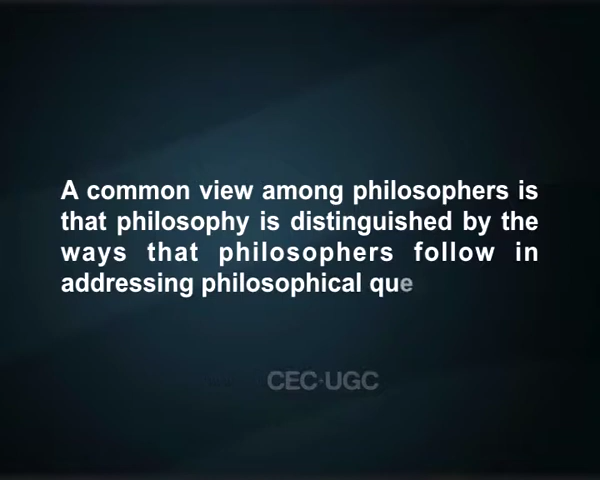 A common view among philosophers is
that philosophy is distinguished by the
ways that philosophers follow in
addressing philosophical que
CEC-UGC